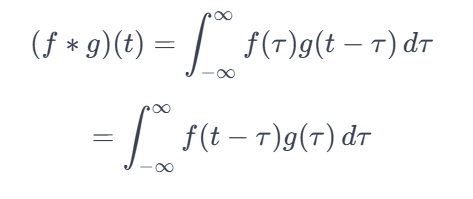 (f ∗ g)(t) = ∫_{−∞}^{∞} f(τ)g(t − τ) dτ
= ∫_{−∞}^{∞} f(t − τ)g(τ) dτ